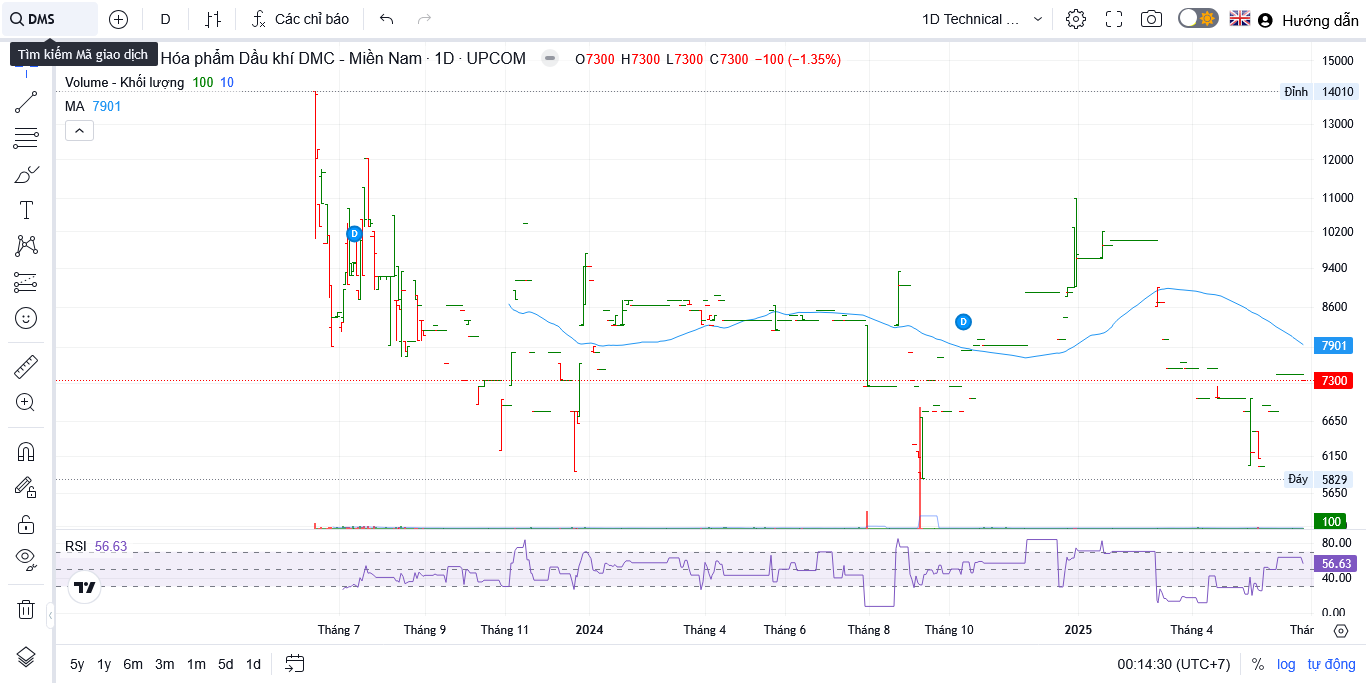 DMS D Các chỉ báo 1D Technical ... Hướng dẫn
Tìm kiếm Mã giao dịch
Hóa phẩm Dầu khí DMC - Miền Nam · 1D · UPCOM O7300 H7300 L7300 C7300 −100 (−1.35%)
Volume - Khối lượng 100 10
MA 7901
D
D
15000
Đỉnh 14010
13000
12000
11000
10200
9400
8600
7901
7300
6650
6150
Đáy 5829
5650
100
RSI 56.63
80.00
56.63
40.00
0.00
Tháng 7 Tháng 9 Tháng 11 2024 Tháng 4 Tháng 6 Tháng 8 Tháng 10 2025 Tháng 4 Thár
5y 1y 6m 3m 1m 5d 1d 00:14:30 (UTC+7) % log tự động